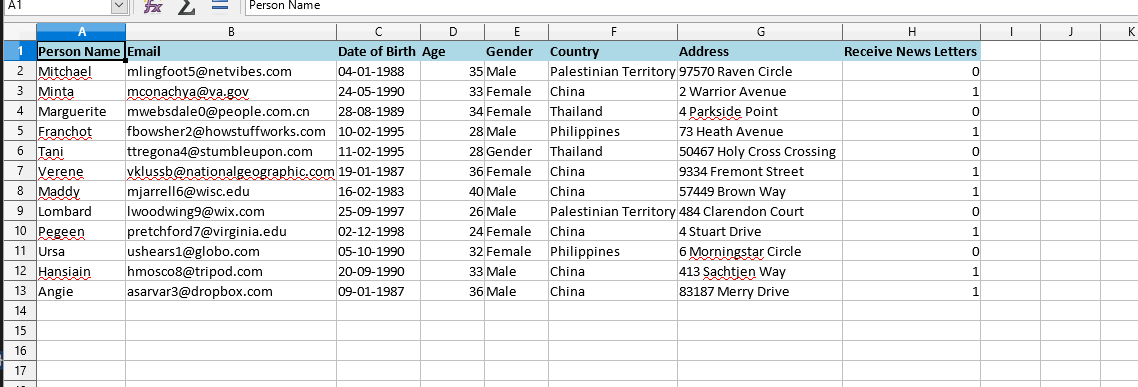 A1 fx Σ = Person Name
A B C D E F G H I J K
1 Person Name Email Date of Birth Age Gender Country Address Receive News Letters
2 Mitchael mlingfoot5@netvibes.com 04-01-1988 35 Male Palestinian Territory 97570 Raven Circle 0
3 Minta mconachya@va.gov 24-05-1990 33 Female China 2 Warrior Avenue 1
4 Marguerite mwebsdale0@people.com.cn 28-08-1989 34 Female Thailand 4 Parkside Point 0
5 Franchot fbowsher2@howstuffworks.com 10-02-1995 28 Male Philippines 73 Heath Avenue 1
6 Tani ttregona4@stumbleupon.com 11-02-1995 28 Gender Thailand 50467 Holy Cross Crossing 0
7 Verene vklussb@nationalgeographic.com 19-01-1987 36 Female China 9334 Fremont Street 1
8 Maddy mjarrell6@wisc.edu 16-02-1983 40 Male China 57449 Brown Way 1
9 Lombard lwoodwing9@wix.com 25-09-1997 26 Male Palestinian Territory 484 Clarendon Court 0
10 Pegeen pretchford7@virginia.edu 02-12-1998 24 Female China 4 Stuart Drive 1
11 Ursa ushears1@globo.com 05-10-1990 32 Female Philippines 6 Morningstar Circle 0
12 Hansiain hmosco8@tripod.com 20-09-1990 33 Male China 413 Sachtjen Way 1
13 Angie asarvar3@dropbox.com 09-01-1987 36 Male China 83187 Merry Drive 1
14
15
16
17